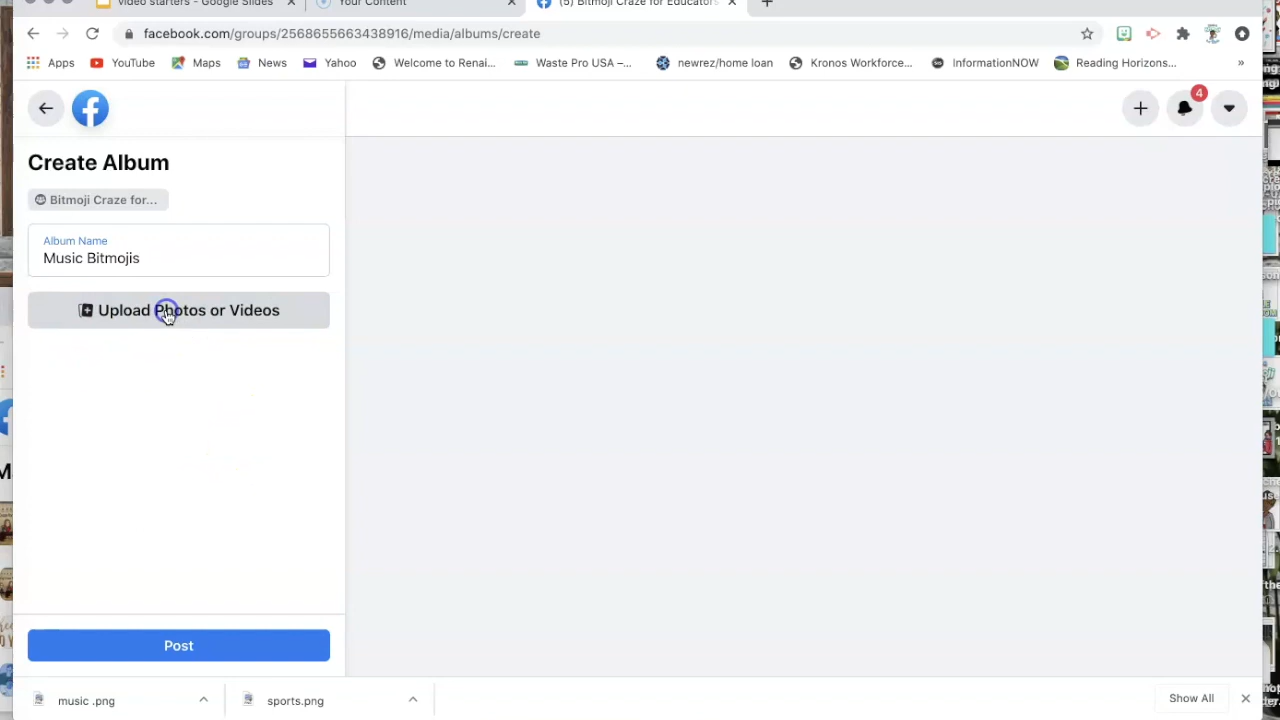 video starters - Google Slides
Your Content
(5) Bitmoji Craze for Educators
facebook.com/groups/2568655663438916/media/albums/create
Apps
YouTube
Maps
News
Yahoo
Welcome to Renai...
Waste Pro USA –...
newrez/home loan
Kronos Workforce...
InformationNOW
Reading Horizons...
»
4
Create Album
Bitmoji Craze for...
Album Name
Music Bitmojis
Upload Photos or Videos
Post
music .png
sports.png
Show All